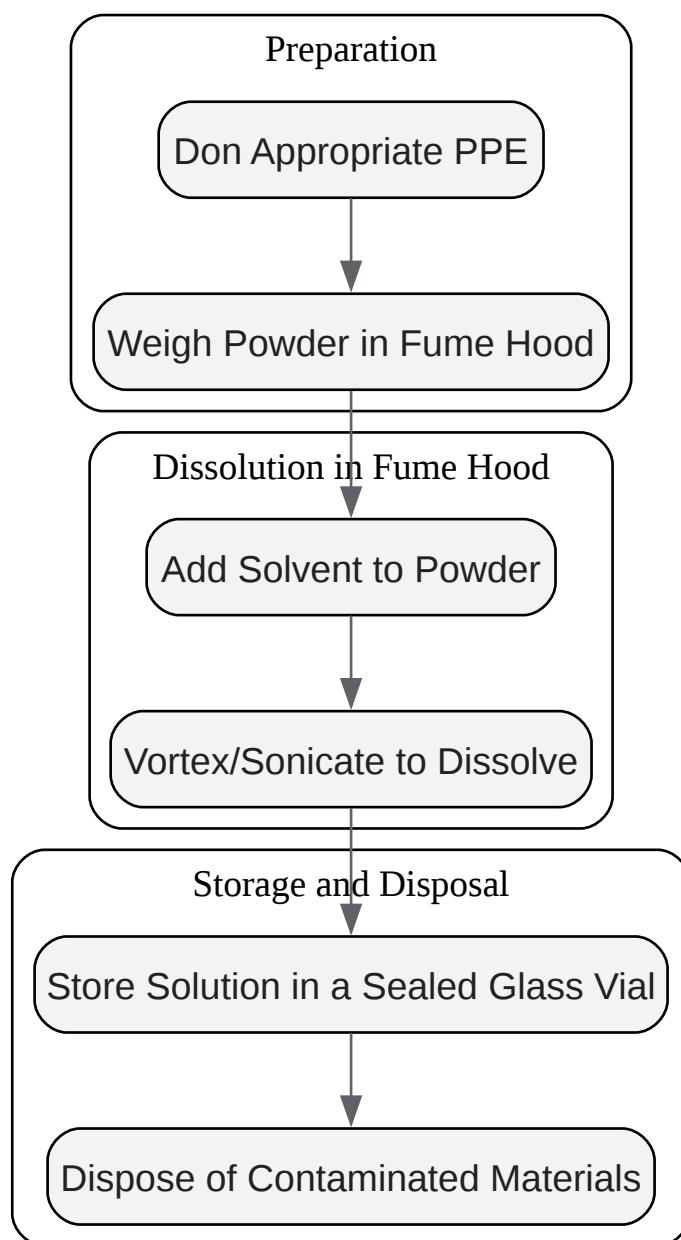 Preparation
Don Appropriate PPE
Weigh Powder in Fume Hood
Dissolution in Fume Hood
Add Solvent to Powder
Vortex/Sonicate to Dissolve
Storage and Disposal
Store Solution in a Sealed Glass Vial
Dispose of Contaminated Materials